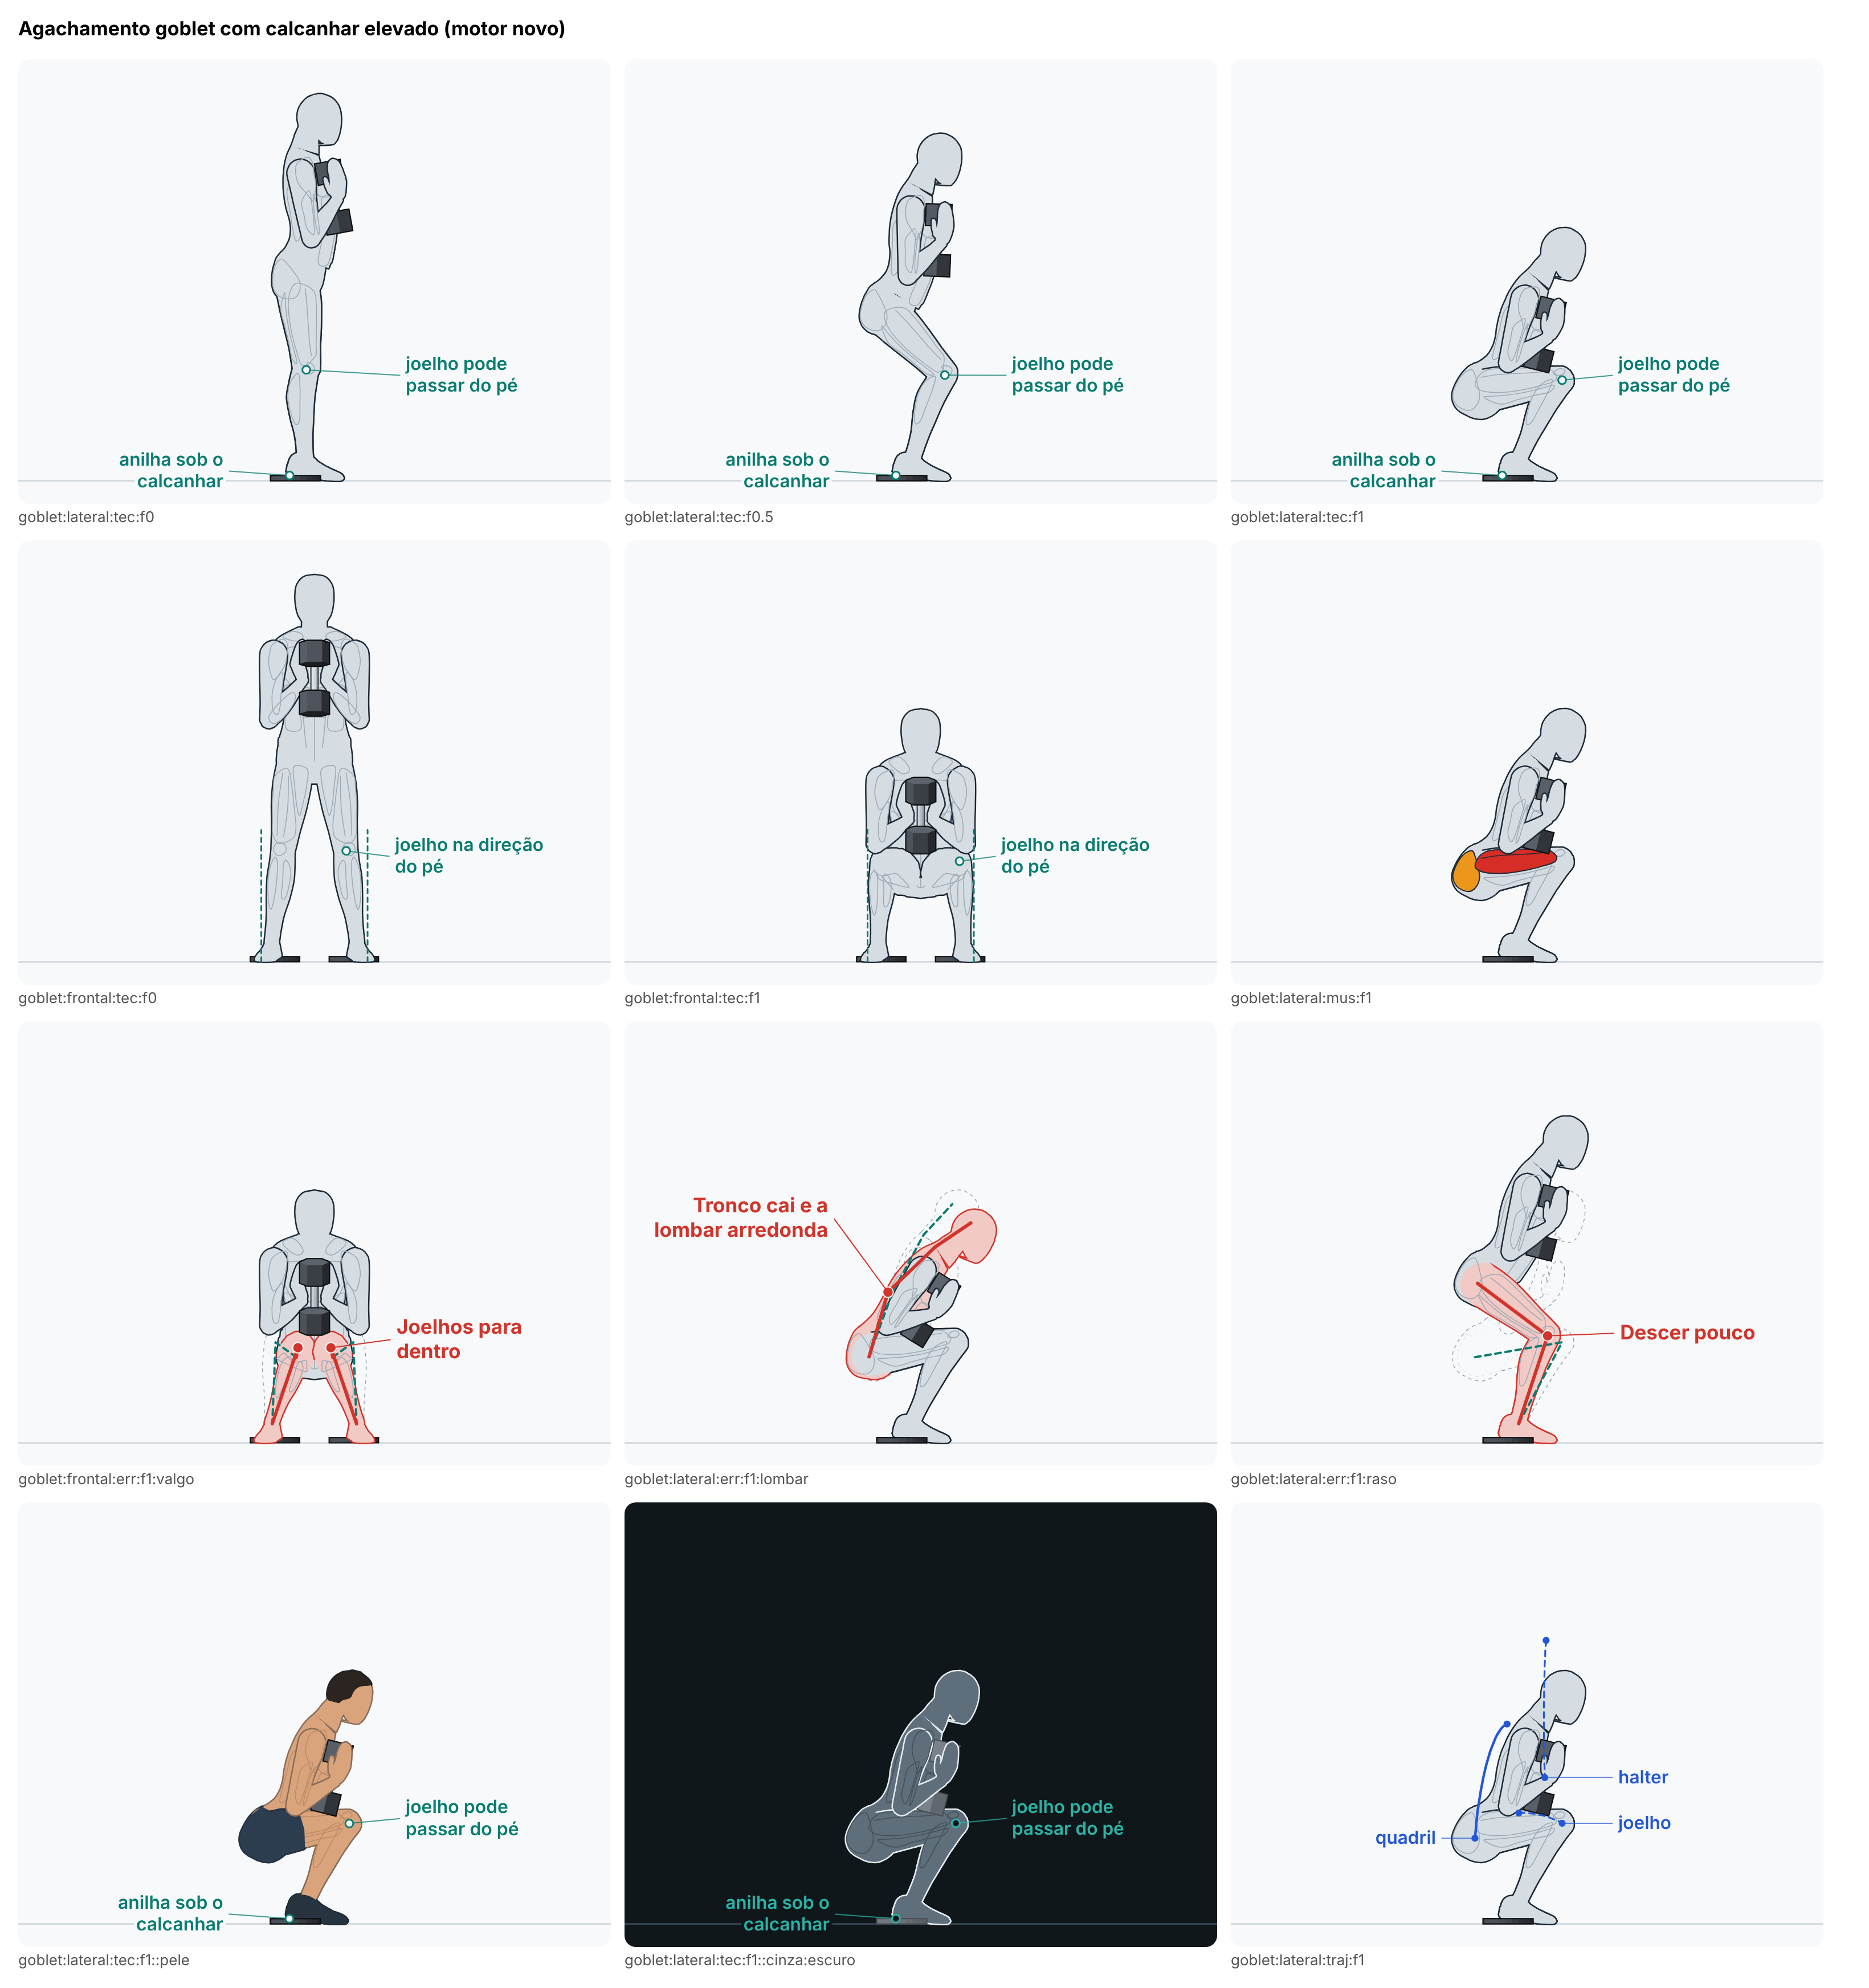 Agachamento goblet com calcanhar elevado (motor novo)
joelho pode
passar do pé
anilha sob o
calcanhar
goblet:lateral:tec:f0
joelho pode
passar do pé
anilha sob o
calcanhar
goblet:lateral:tec:f0.5
joelho pode
passar do pé
anilha sob o
calcanhar
goblet:lateral:tec:f1
joelho na direção
do pé
goblet:frontal:tec:f0
joelho na direção
do pé
goblet:frontal:tec:f1
goblet:lateral:mus:f1
Joelhos para
dentro
goblet:frontal:err:f1:valgo
Tronco cai e a
lombar arredonda
goblet:lateral:err:f1:lombar
Descer pouco
goblet:lateral:err:f1:raso
joelho pode
passar do pé
anilha sob o
calcanhar
goblet:lateral:tec:f1::pele
joelho pode
passar do pé
anilha sob o
calcanhar
goblet:lateral:tec:f1::cinza:escuro
halter
joelho
quadril
goblet:lateral:traj:f1